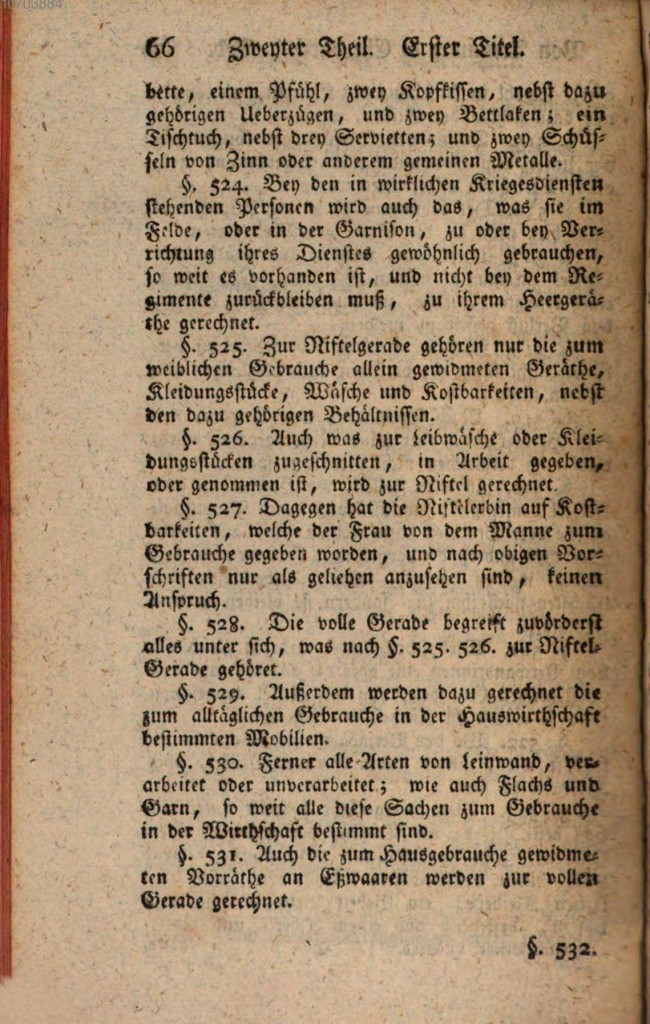 10703884
66 Zweyter Theil. Erster Titel.
bette, einem Pfühl, zwey Kopfkissen, nebst dazu
gehörigen Ueberzügen, und zwey Bettlaken; ein
Tischtuch, nebst drey Servietten; und zwey Schüs-
seln von Zinn oder anderem gemeinen Metalle.
§. 524. Bey den in wirklichen Kriegesdiensten
stehenden Personen wird auch das, was sie im
Felde, oder in der Garnison, zu oder bey Ver-
richtung ihres Dienstes gewöhnlich gebrauchen,
so weit es vorhanden ist, und nicht bey dem Re-
gimente zurückbleiben muß, zu ihrem Heergerä-
the gerechnet.
§. 525. Zur Niftelgerade gehören nur die zum
weiblichen Gebrauche allein gewidmeten Geräthe,
Kleidungsstücke, Wäsche und Kostbarkeiten, nebst
den dazu gehörigen Behältnissen.
§. 526. Auch was zur Leibwäsche oder Klei-
dungsstücken zugeschnitten, in Arbeit gegeben,
oder genommen ist, wird zur Niftel gerechnet.
§. 527. Dagegen hat die Niftelerbin auf Kost-
barkeiten, welche der Frau von dem Manne zum
Gebrauche gegeben worden, und nach obigen Vor-
schriften nur als geliehen anzusehen sind, keinen
Anspruch.
§. 528. Die volle Gerade begreift zuvörderst
alles unter sich, was nach §. 525. 526. zur Niftel-
Gerade gehöret.
§. 529. Außerdem werden dazu gerechnet die
zum alltäglichen Gebrauche in der Hauswirthschaft
bestimmten Mobilien.
§. 530. Ferner alle Arten von Leinwand, ver-
arbeitet oder unverarbeitet; wie auch Flachs und
Garn, so weit alle diese Sachen zum Gebrauche
in der Wirthschaft bestimmt sind.
§. 531. Auch die zum Hausgebrauche gewidme-
ten Vorräthe an Eßwaaren werden zur vollen
Gerade gerechnet.
§. 532.